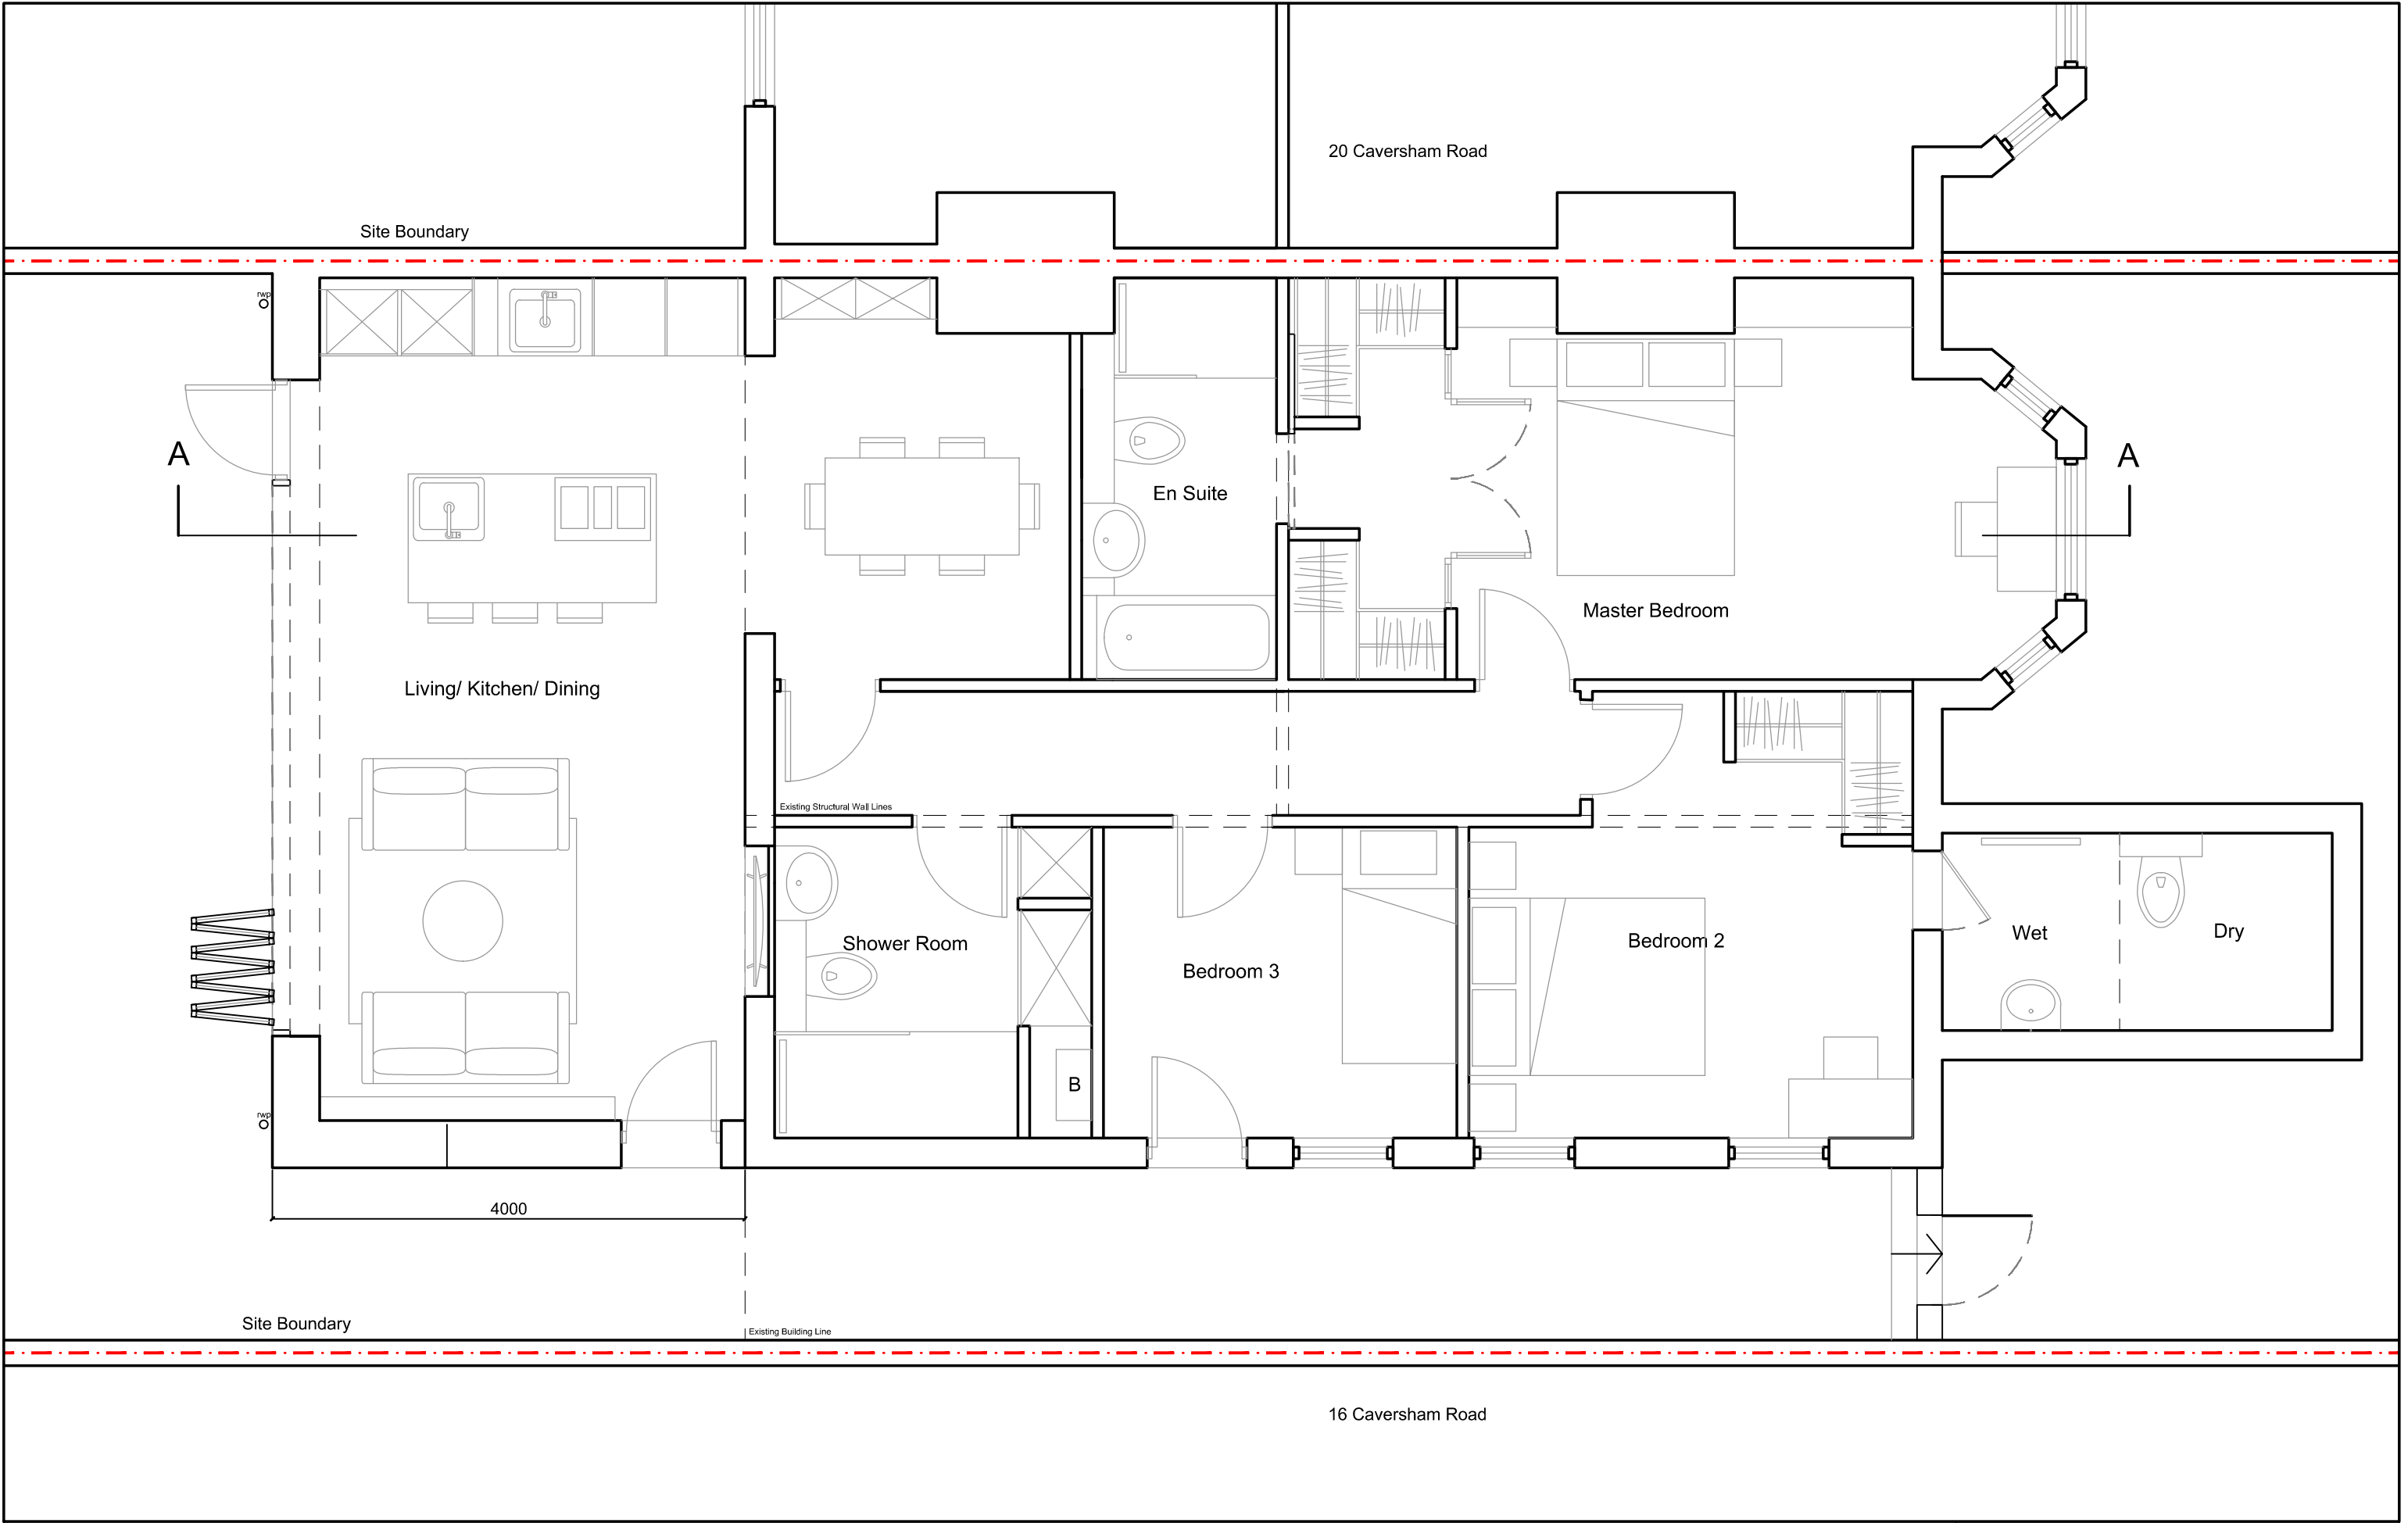 20 Caversham Road
Site Boundary
rwp
A
A
En Suite
Master Bedroom
Living/ Kitchen/ Dining
Existing Structural Wall Lines
Shower Room
Bedroom 3
Bedroom 2
Wet
Dry
B
rwp
4000
Site Boundary
Existing Building Line
16 Caversham Road